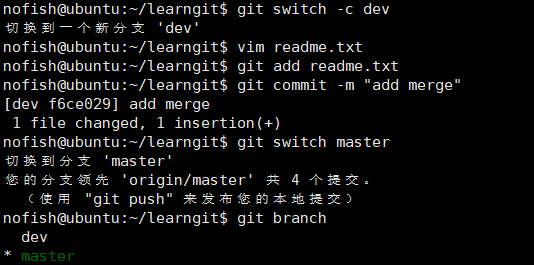 nofish@ubuntu:~/learngit$ git switch -c dev
切换到一个新分支 'dev'
nofish@ubuntu:~/learngit$ vim readme.txt
nofish@ubuntu:~/learngit$ git add readme.txt
nofish@ubuntu:~/learngit$ git commit -m "add merge"
[dev f6ce029] add merge
 1 file changed, 1 insertion(+)
nofish@ubuntu:~/learngit$ git switch master
切换到分支 'master'
您的分支领先 'origin/master' 共 4 个提交。
  （使用 "git push" 来发布您的本地提交）
nofish@ubuntu:~/learngit$ git branch
  dev
* master